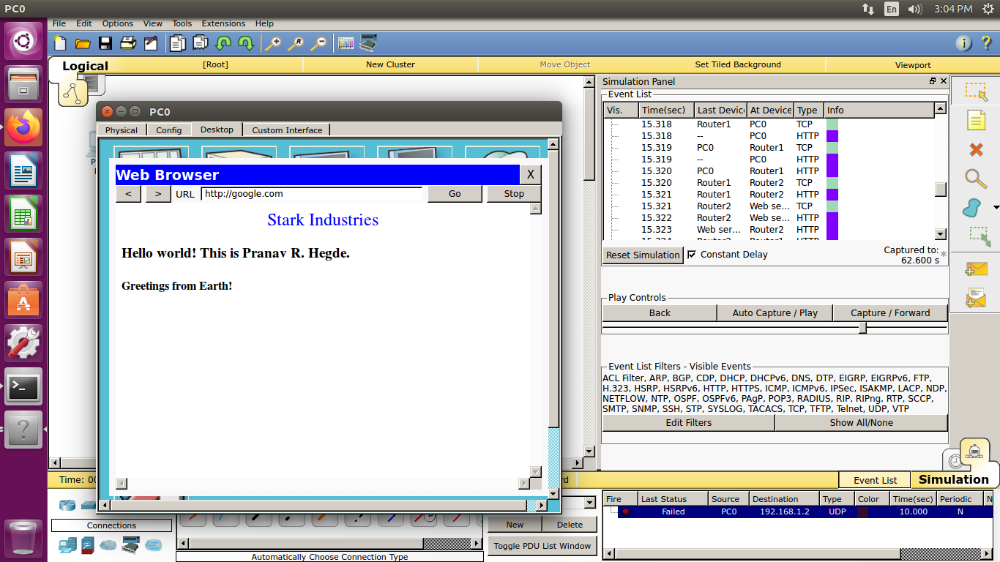 PC0
En
3:04 PM
File Edit Options View Tools Extensions Help
Logical
[Root]
New Cluster
Move Object
Set Tiled Background
Viewport
PC0
Physical
Config
Desktop
Custom Interface
Web Browser
X
<
>
URL
http://google.com
Go
Stop
Stark Industries
Hello world! This is Pranav R. Hegde.
Greetings from Earth!
Simulation Panel
Event List
Vis. Time(sec) Last Devic At Device Type Info
15.318 Router1 PC0 TCP
15.318 -- PC0 HTTP
15.319 PC0 Router1 TCP
15.319 -- PC0 HTTP
15.320 PC0 Router1 HTTP
15.320 Router1 Router2 TCP
15.321 Router1 Router2 HTTP
15.321 Router2 Web se... TCP
15.322 Router2 Web se... HTTP
15.323 Web ser... Router2 HTTP
15.324 Router2 Router1 HTTP
Reset Simulation
Constant Delay
Captured to:
62.600 s
Play Controls
Back
Auto Capture / Play
Capture / Forward
Event List Filters - Visible Events
ACL Filter, ARP, BGP, CDP, DHCP, DHCPv6, DNS, DTP, EIGRP, EIGRPv6, FTP,
H.323, HSRP, HSRPv6, HTTP, HTTPS, ICMP, ICMPv6, IPSec, ISAKMP, LACP, NDP,
NETFLOW, NTP, OSPF, OSPFv6, PAgP, POP3, RADIUS, RIP, RIPng, RTP, SCCP,
SMTP, SNMP, SSH, STP, SYSLOG, TACACS, TCP, TFTP, Telnet, UDP, VTP
Edit Filters
Show All/None
Time: 00
rd
Event List
Simulation
Connections
Automatically Choose Connection Type
New
Delete
Toggle PDU List Window
Fire Last Status Source Destination Type Color Time(sec) Periodic N
Failed PC0 192.168.1.2 UDP 10.000 N